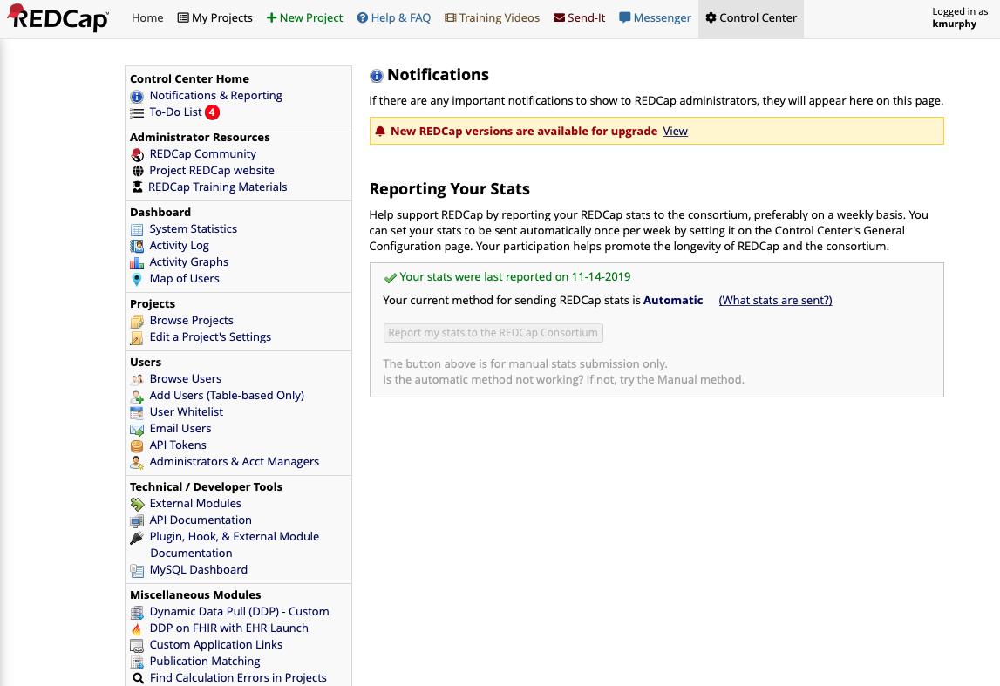 REDCap™
Home
My Projects
New Project
Help & FAQ
Training Videos
Send-It
Messenger
Control Center
Logged in as
kmurphy
Control Center Home
Notifications & Reporting
To-Do List 4
Administrator Resources
REDCap Community
Project REDCap website
REDCap Training Materials
Dashboard
System Statistics
Activity Log
Activity Graphs
Map of Users
Projects
Browse Projects
Edit a Project's Settings
Users
Browse Users
Add Users (Table-based Only)
User Whitelist
Email Users
API Tokens
Administrators & Acct Managers
Technical / Developer Tools
External Modules
API Documentation
Plugin, Hook, & External Module
Documentation
MySQL Dashboard
Miscellaneous Modules
Dynamic Data Pull (DDP) - Custom
DDP on FHIR with EHR Launch
Custom Application Links
Publication Matching
Find Calculation Errors in Projects
Notifications
If there are any important notifications to show to REDCap administrators, they will appear here on this page.
New REDCap versions are available for upgrade View
Reporting Your Stats
Help support REDCap by reporting your REDCap stats to the consortium, preferably on a weekly basis. You
can set your stats to be sent automatically once per week by setting it on the Control Center's General
Configuration page. Your participation helps promote the longevity of REDCap and the consortium.
Your stats were last reported on 11-14-2019
Your current method for sending REDCap stats is Automatic (What stats are sent?)
Report my stats to the REDCap Consortium
The button above is for manual stats submission only.
Is the automatic method not working? If not, try the Manual method.